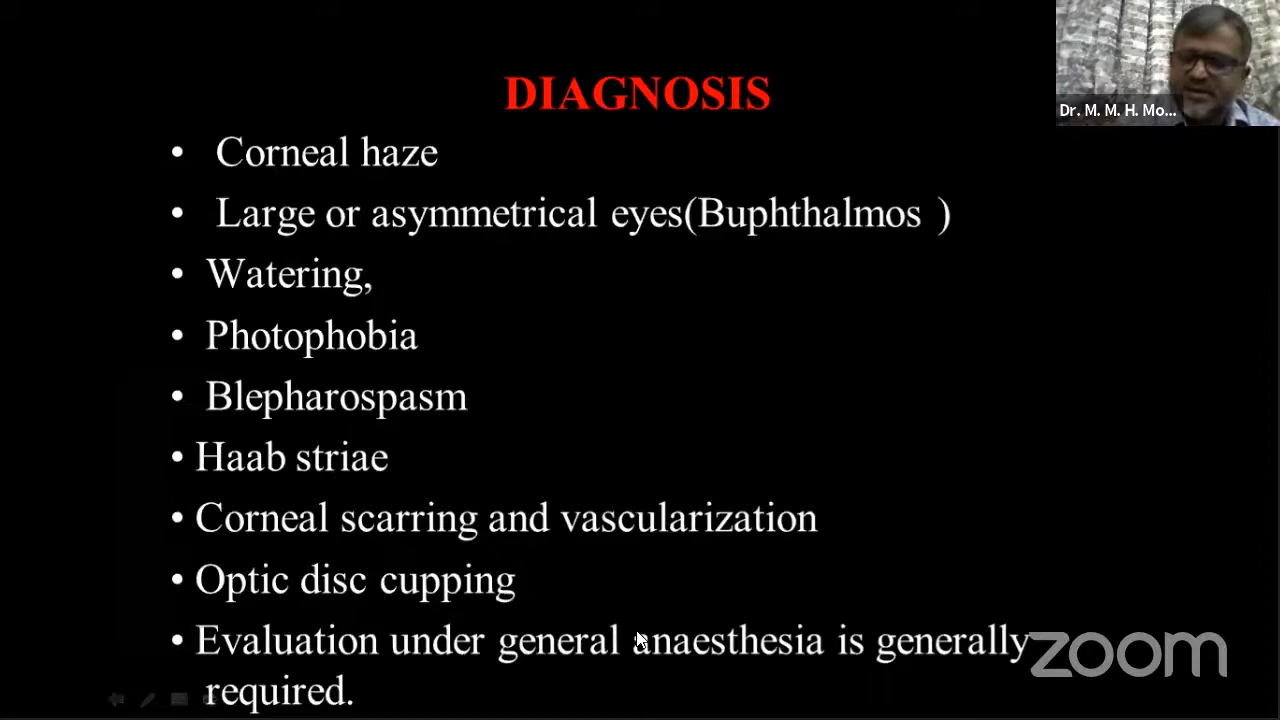 DIAGNOSIS
Dr. M. M. H. Mo...
• Corneal haze
• Large or asymmetrical eyes(Buphthalmos )
• Watering,
• Photophobia
• Blepharospasm
• Haab striae
• Corneal scarring and vascularization
• Optic disc cupping
• Evaluation under general anaesthesia is generally
required.
zoom